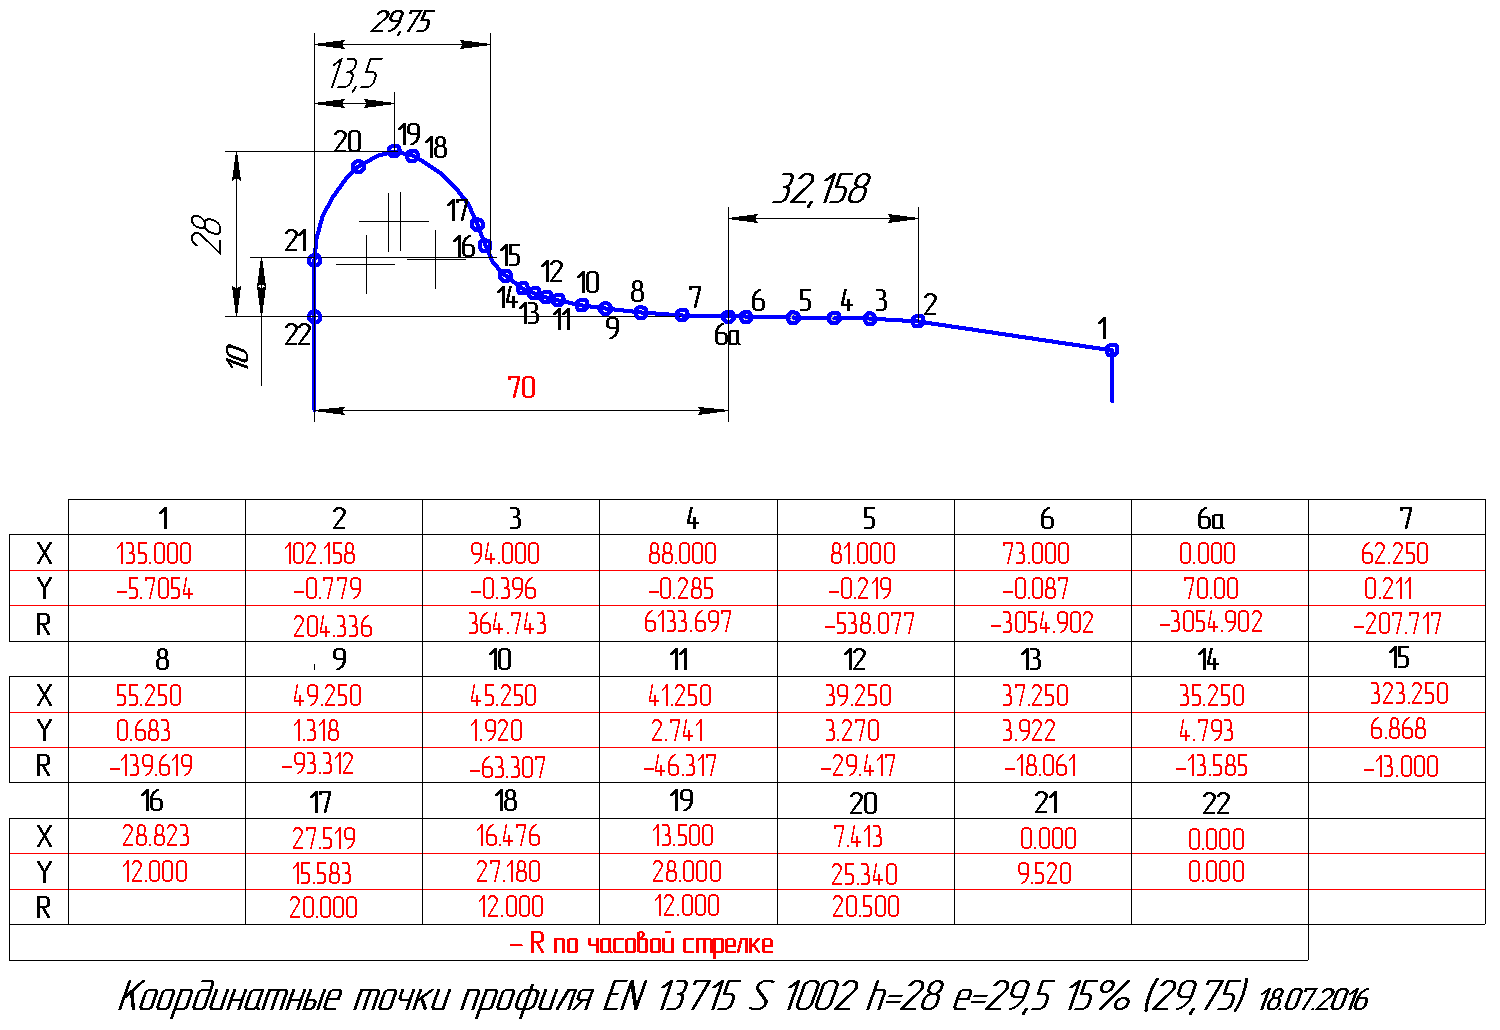 29,75
13,5
20 19 18
32,158
28
17
21 16 15
12
14 10 8 7 6 5 4 3 2
13 11 9
22 6а 1
10
70
1 2 3 4 5 6 6а 7
X 135.000 102.158 94.000 88.000 81.000 73.000 0.000 62.250
Y –5.7054 –0.779 –0.396 –0.285 –0.219 –0.087 70.00 0.211
R 204.336 364.743 6133.697 –538.077 –3054.902 –3054.902 –207.717
8 9 10 11 12 13 14 15
X 55.250 49.250 45.250 41.250 39.250 37.250 35.250 323.250
Y 0.683 1.318 1.920 2.741 3.270 3.922 4.793 6.868
R –139.619 –93.312 –63.307 –46.317 –29.417 –18.061 –13.585 –13.000
16 17 18 19 20 21 22
X 28.823 27.519 16.476 13.500 7.413 0.000 0.000
Y 12.000 15.583 27.180 28.000 25.340 9.520 0.000
R 20.000 12.000 12.000 20.500
– R по часовой стрелке
Координатные точки профиля EN 13715 S 1002 h=28 e=29,5 15% (29,75) 18.07.2016